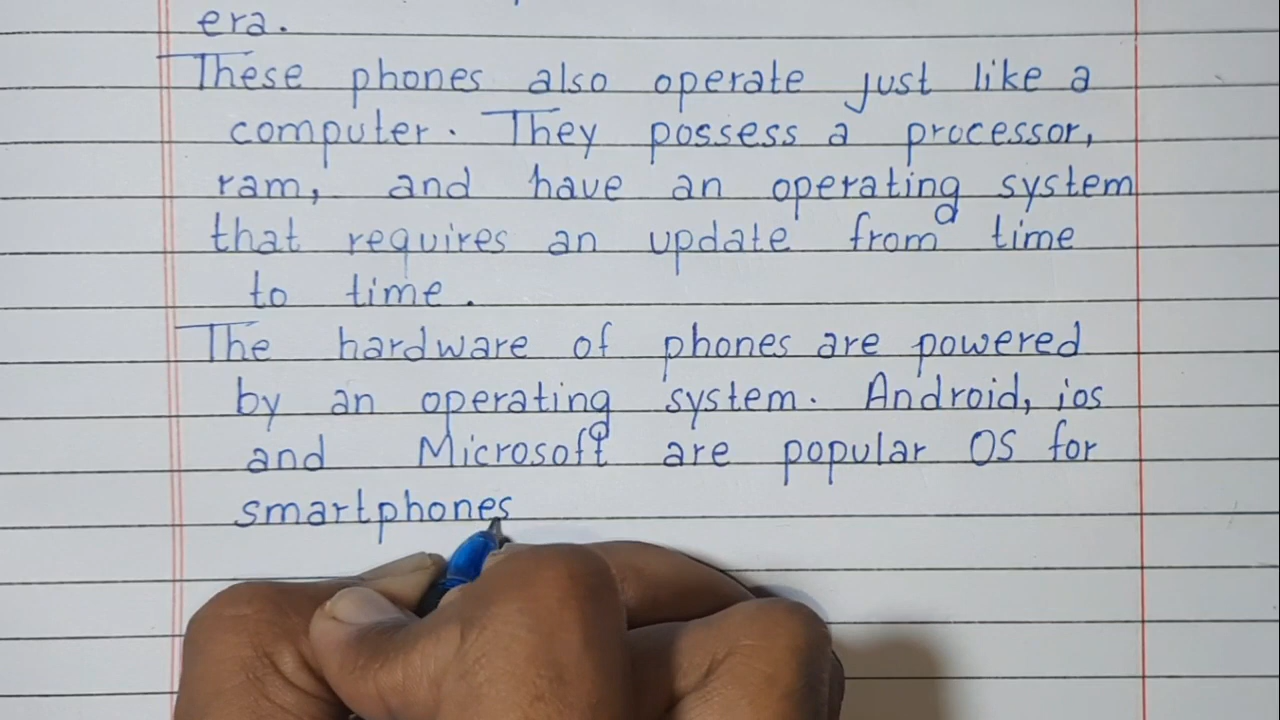 era.
These phones also operate just like a
computer. They possess a processor,
ram, and have an operating system
that requires an update from time
to time.
The hardware of phones are powered
by an operating system. Android, ios
and Microsoft are popular OS for
smartphones